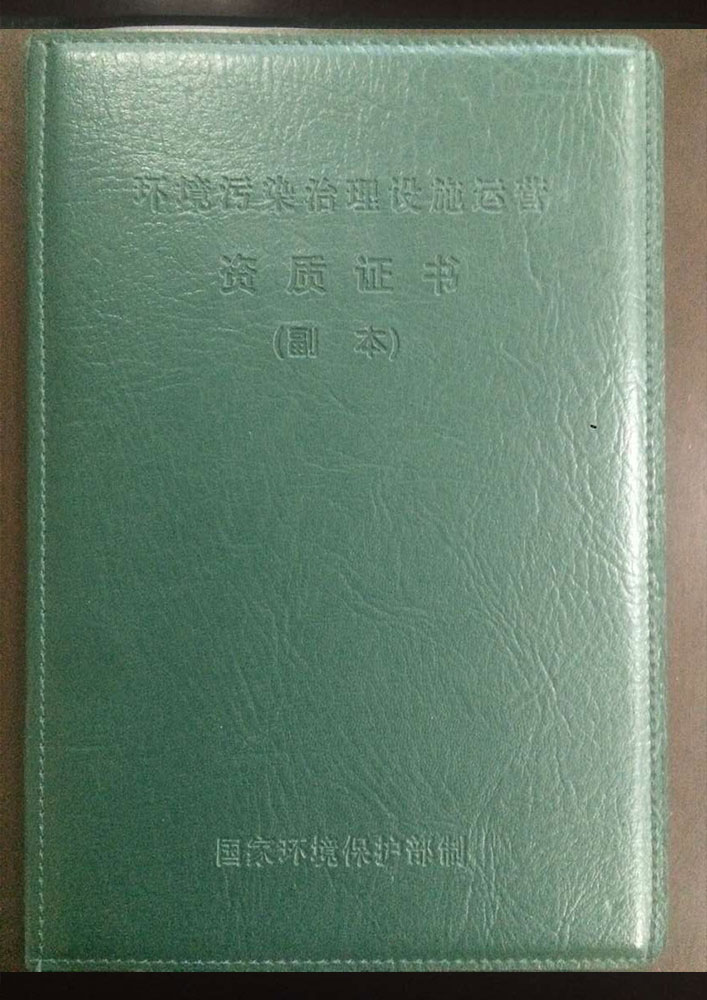 环境污染治理设施运营
资质证书
(副 本)
国家环境保护部制